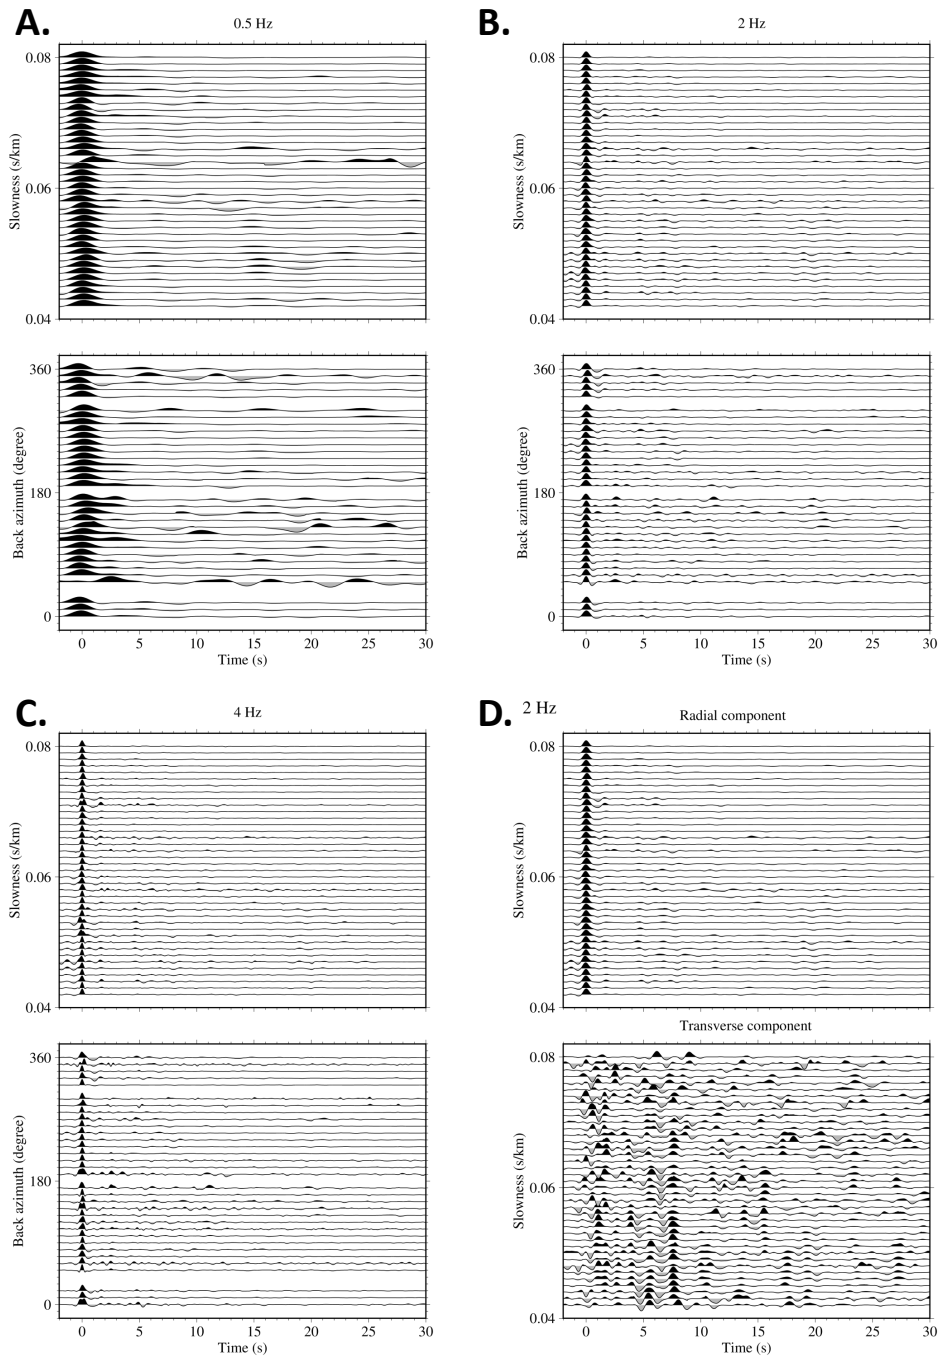 A.
0.5 Hz
0.08
0.06
0.04
Slowness (s/km)
360
180
0
Back azimuth (degree)
0 5 10 15 20 25 30
Time (s)
B.
2 Hz
0.08
0.06
0.04
Slowness (s/km)
360
180
0
Back azimuth (degree)
0 5 10 15 20 25 30
Time (s)
C.
4 Hz
0.08
0.06
0.04
Slowness (s/km)
360
180
0
Back azimuth (degree)
0 5 10 15 20 25 30
Time (s)
D.
2 Hz
Radial component
0.08
0.06
0.04
Slowness (s/km)
Transverse component
0.08
0.06
0.04
Slowness (s/km)
0 5 10 15 20 25 30
Time (s)